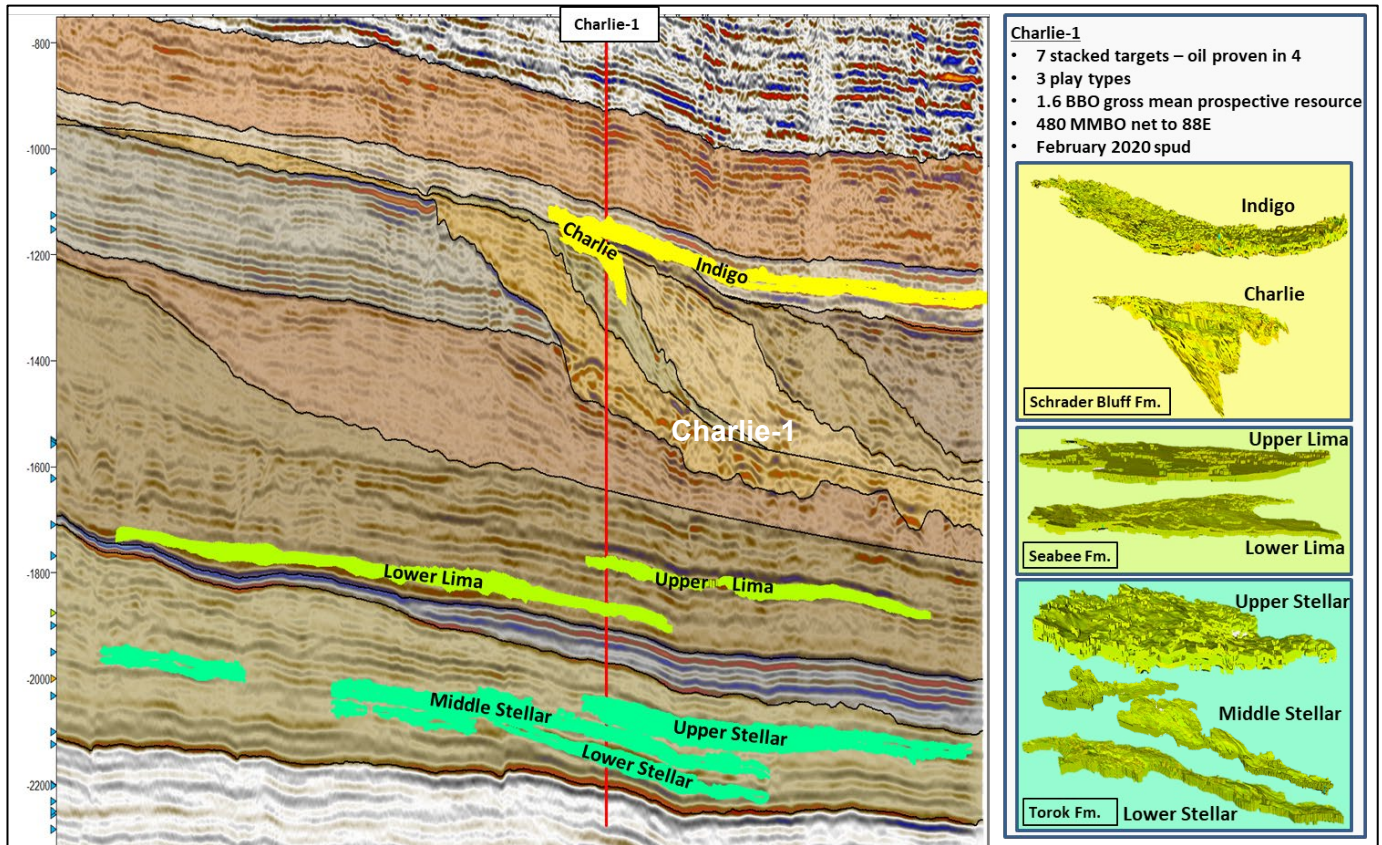 Charlie-1
-800
-1000
-1200
-1400
-1600
-1800
-2000
-2200
Charlie
Indigo
Charlie-1
Lower Lima
Upper Lima
Middle Stellar
Upper Stellar
Lower Stellar
Charlie-1
• 7 stacked targets – oil proven in 4
• 3 play types
• 1.6 BBO gross mean prospective resource
• 480 MMBO net to 88E
• February 2020 spud
Indigo
Charlie
Schrader Bluff Fm.
Upper Lima
Seabee Fm.
Lower Lima
Upper Stellar
Middle Stellar
Torok Fm.
Lower Stellar